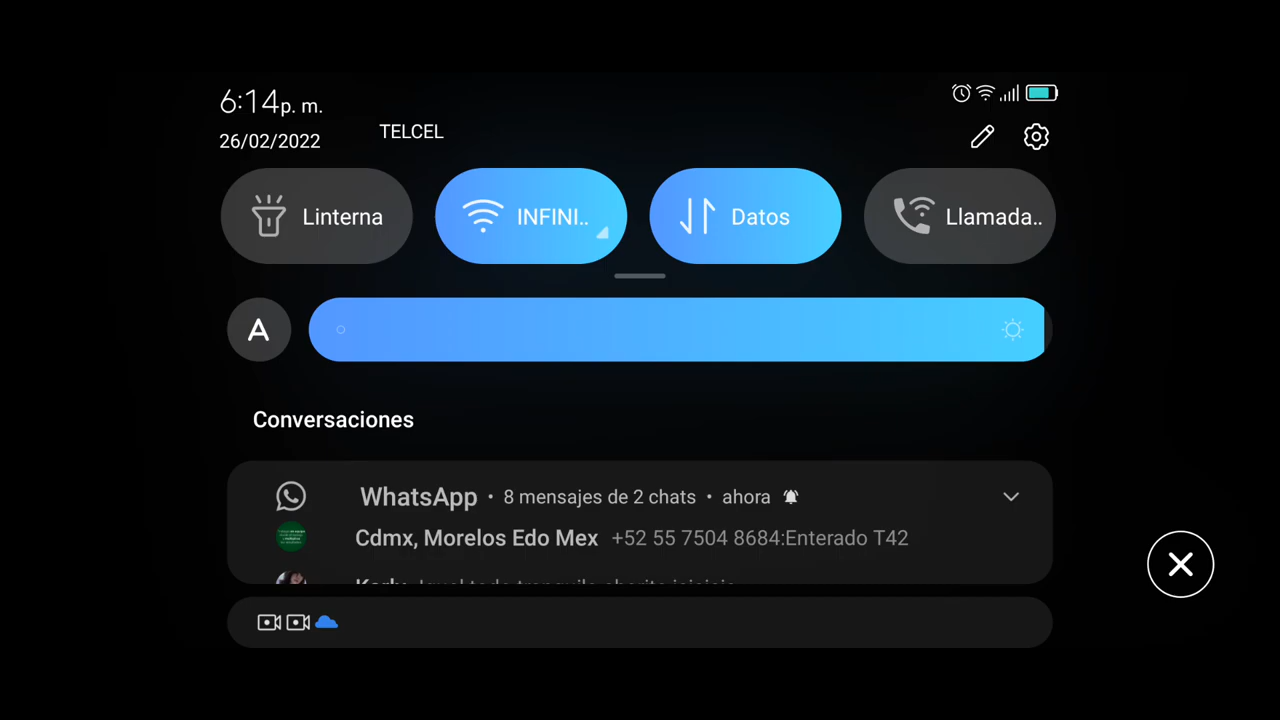 6:14 p. m.
TELCEL
26/02/2022
Linterna
INFINI..
Datos
Llamada..
A
Conversaciones
WhatsApp • 8 mensajes de 2 chats • ahora
Cdmx, Morelos Edo Mex +52 55 7504 8684:Enterado T42